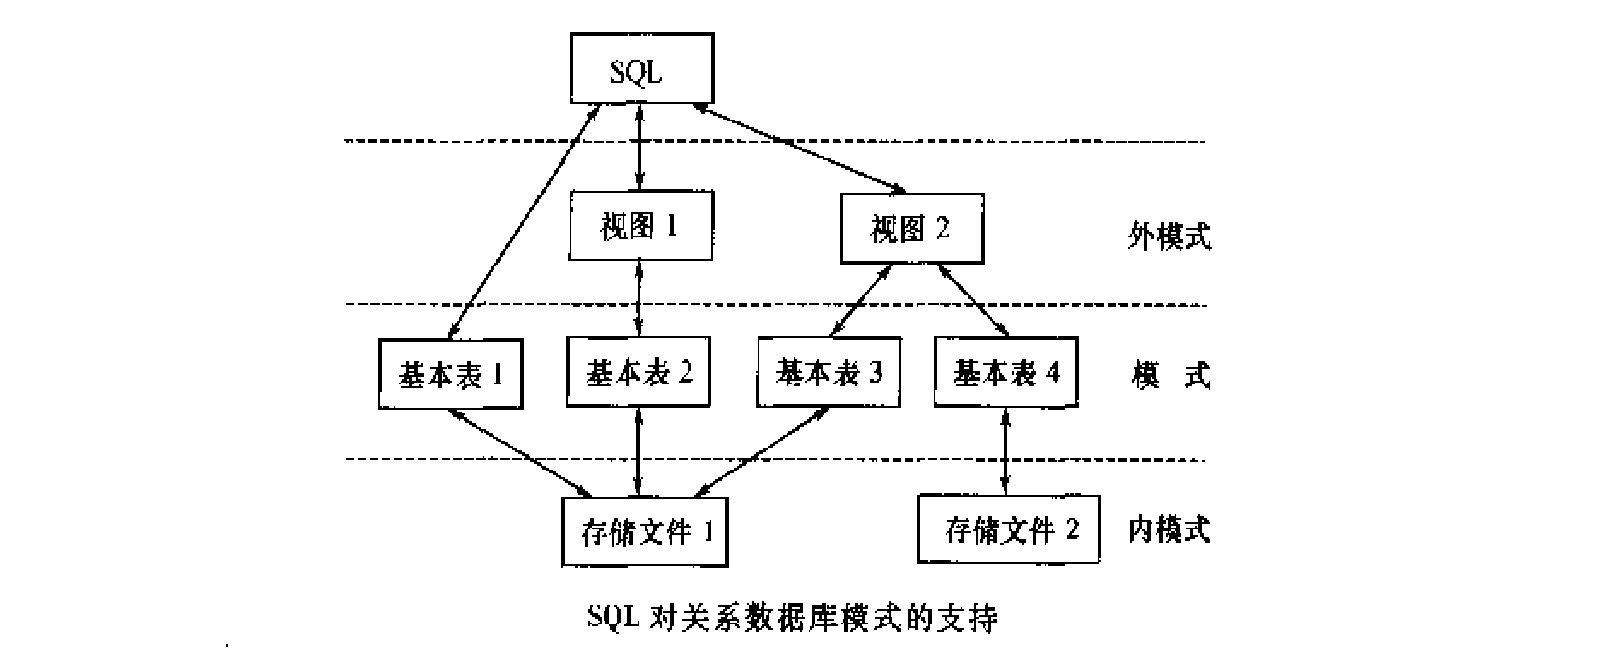 SQL
视图 1
视图 2
外模式
基本表 1
基本表 2
基本表 3
基本表 4
模 式
存储文件 1
存储文件 2
内模式
SQL 对关系数据库模式的支持